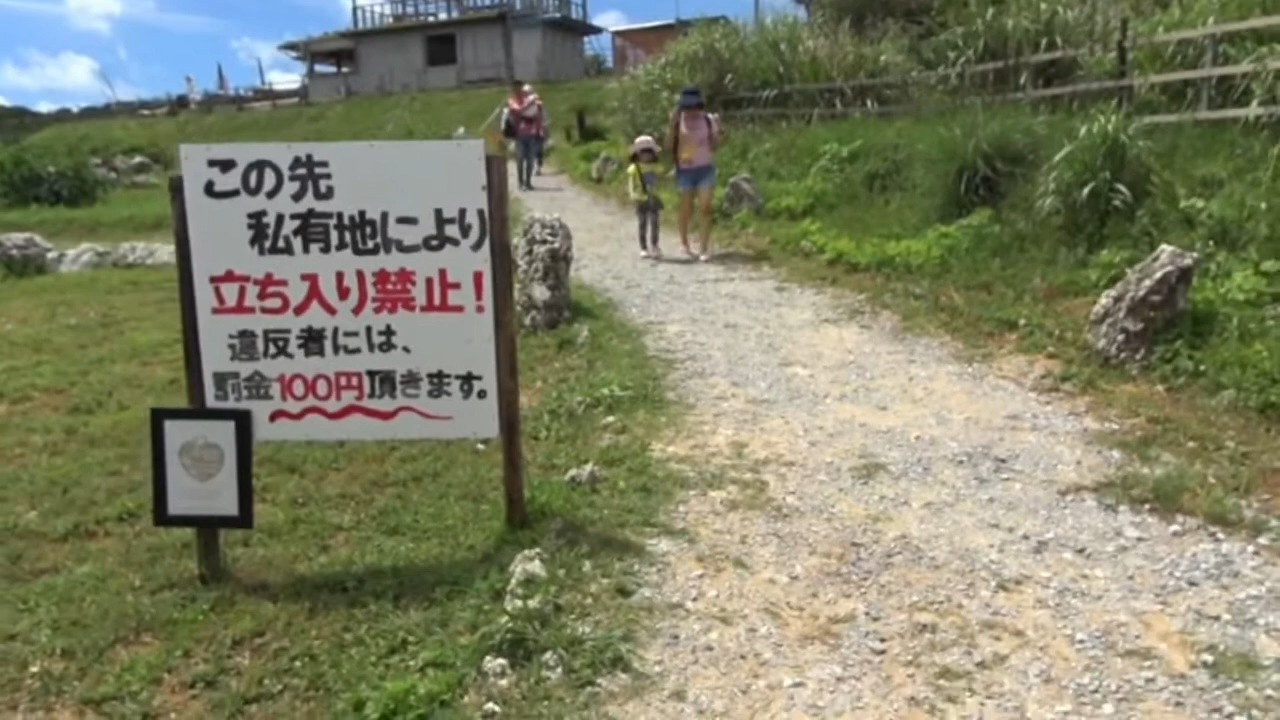 この先
私有地により
立ち入り禁止!
違反者には、
罰金100円頂きます。